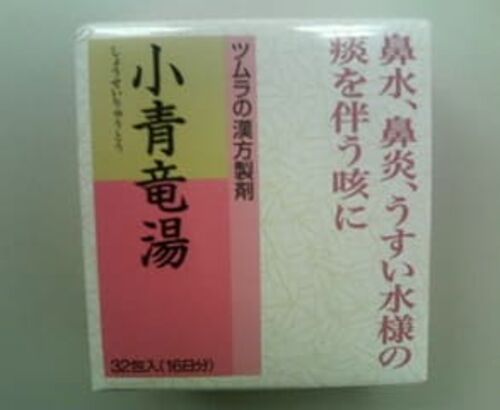 鼻水、鼻炎、うすい水様の
痰を伴う咳に
ツムラの漢方製剤
小青竜湯
しょうせいりゅうとう
32包入(16日分)